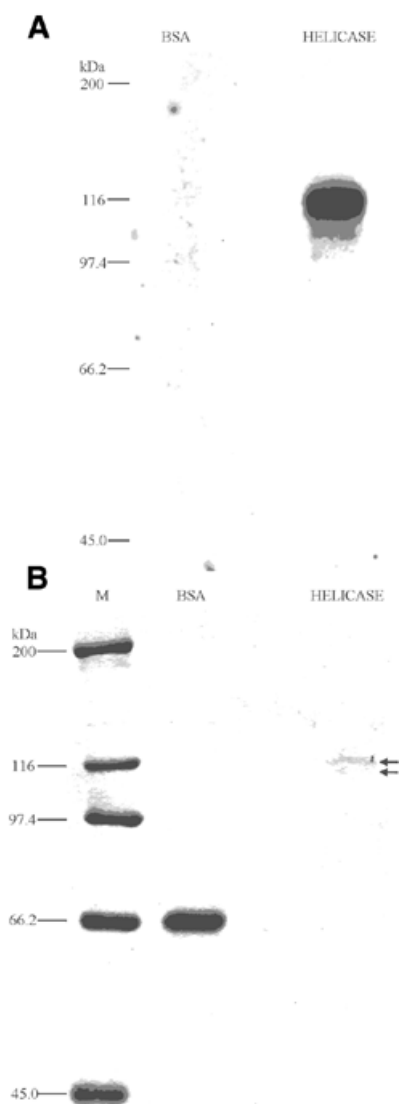 A
BSA HELICASE
kDa
200
116
97.4
66.2
45.0
B
M BSA HELICASE
kDa
200
116
97.4
66.2
45.0